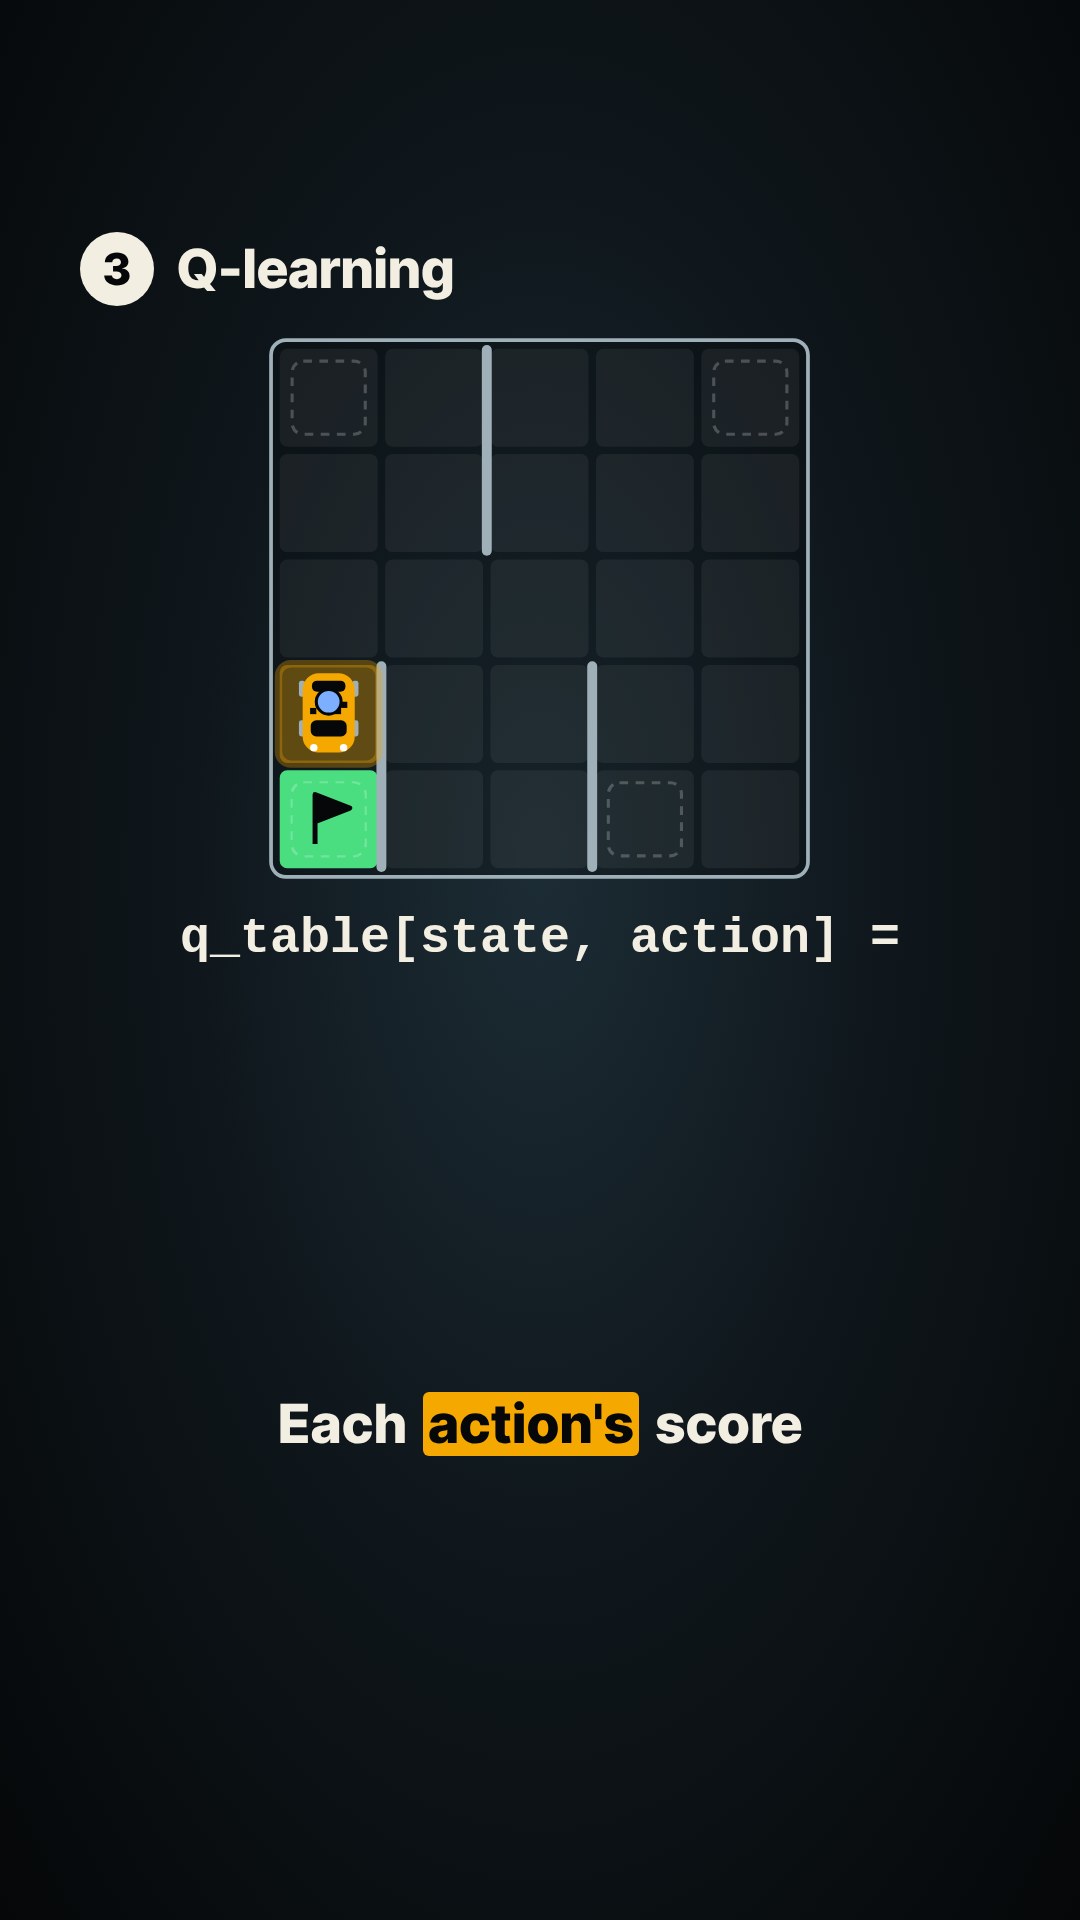 3 Q-learning
q_table[state, action] =
Each action's score